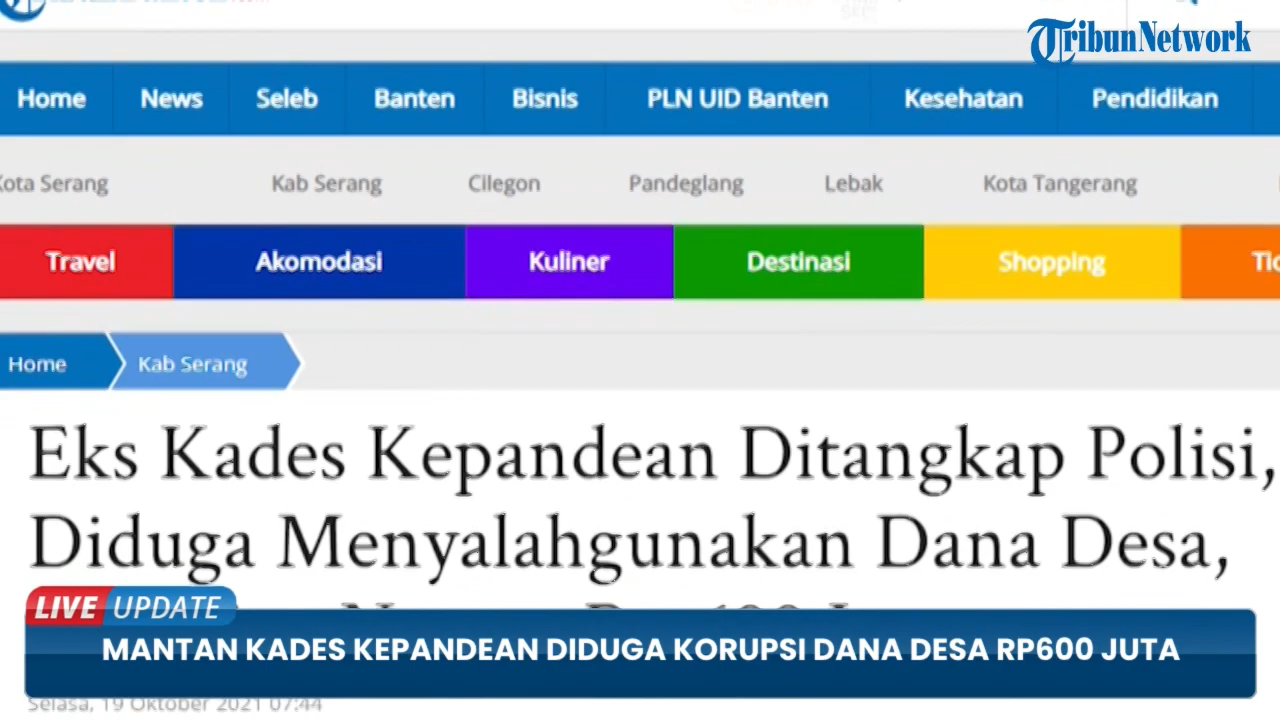 TribunNetwork
Home News Seleb Banten Bisnis PLN UID Banten Kesehatan Pendidikan
Kota Serang Kab Serang Cilegon Pandeglang Lebak Kota Tangerang
Travel Akomodasi Kuliner Destinasi Shopping
Home Kab Serang
Eks Kades Kepandean Ditangkap Polisi,
Diduga Menyalahgunakan Dana Desa,
LIVE UPDATE
MANTAN KADES KEPANDEAN DIDUGA KORUPSI DANA DESA RP600 JUTA
Selasa, 19 Oktober 2021 07:44